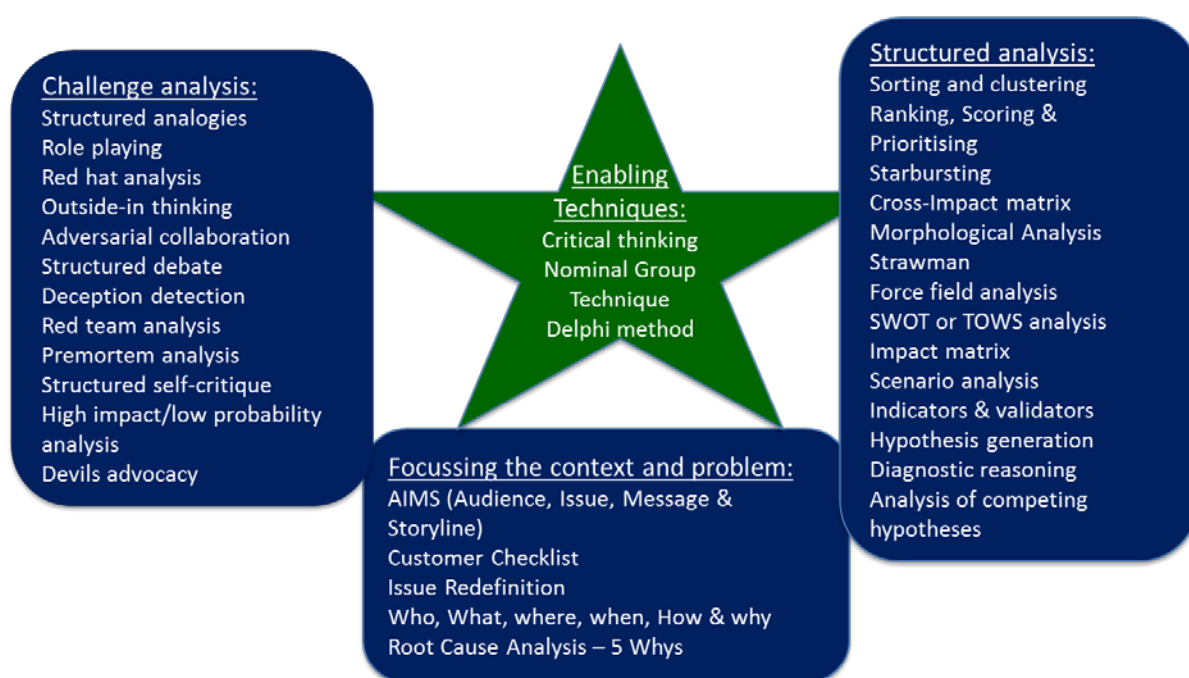 Challenge analysis:
Structured analogies
Role playing
Red hat analysis
Outside-in thinking
Adversarial collaboration
Structured debate
Deception detection
Red team analysis
Premortem analysis
Structured self-critique
High impact/low probability
analysis
Devils advocacy
Enabling
Techniques:
Critical thinking
Nominal Group
Technique
Delphi method
Structured analysis:
Sorting and clustering
Ranking, Scoring &
Prioritising
Starbursting
Cross-Impact matrix
Morphological Analysis
Strawman
Force field analysis
SWOT or TOWS analysis
Impact matrix
Scenario analysis
Indicators & validators
Hypothesis generation
Diagnostic reasoning
Analysis of competing
hypotheses
Focussing the context and problem:
AIMS (Audience, Issue, Message &
Storyline)
Customer Checklist
Issue Redefinition
Who, What, where, when, How & why
Root Cause Analysis – 5 Whys